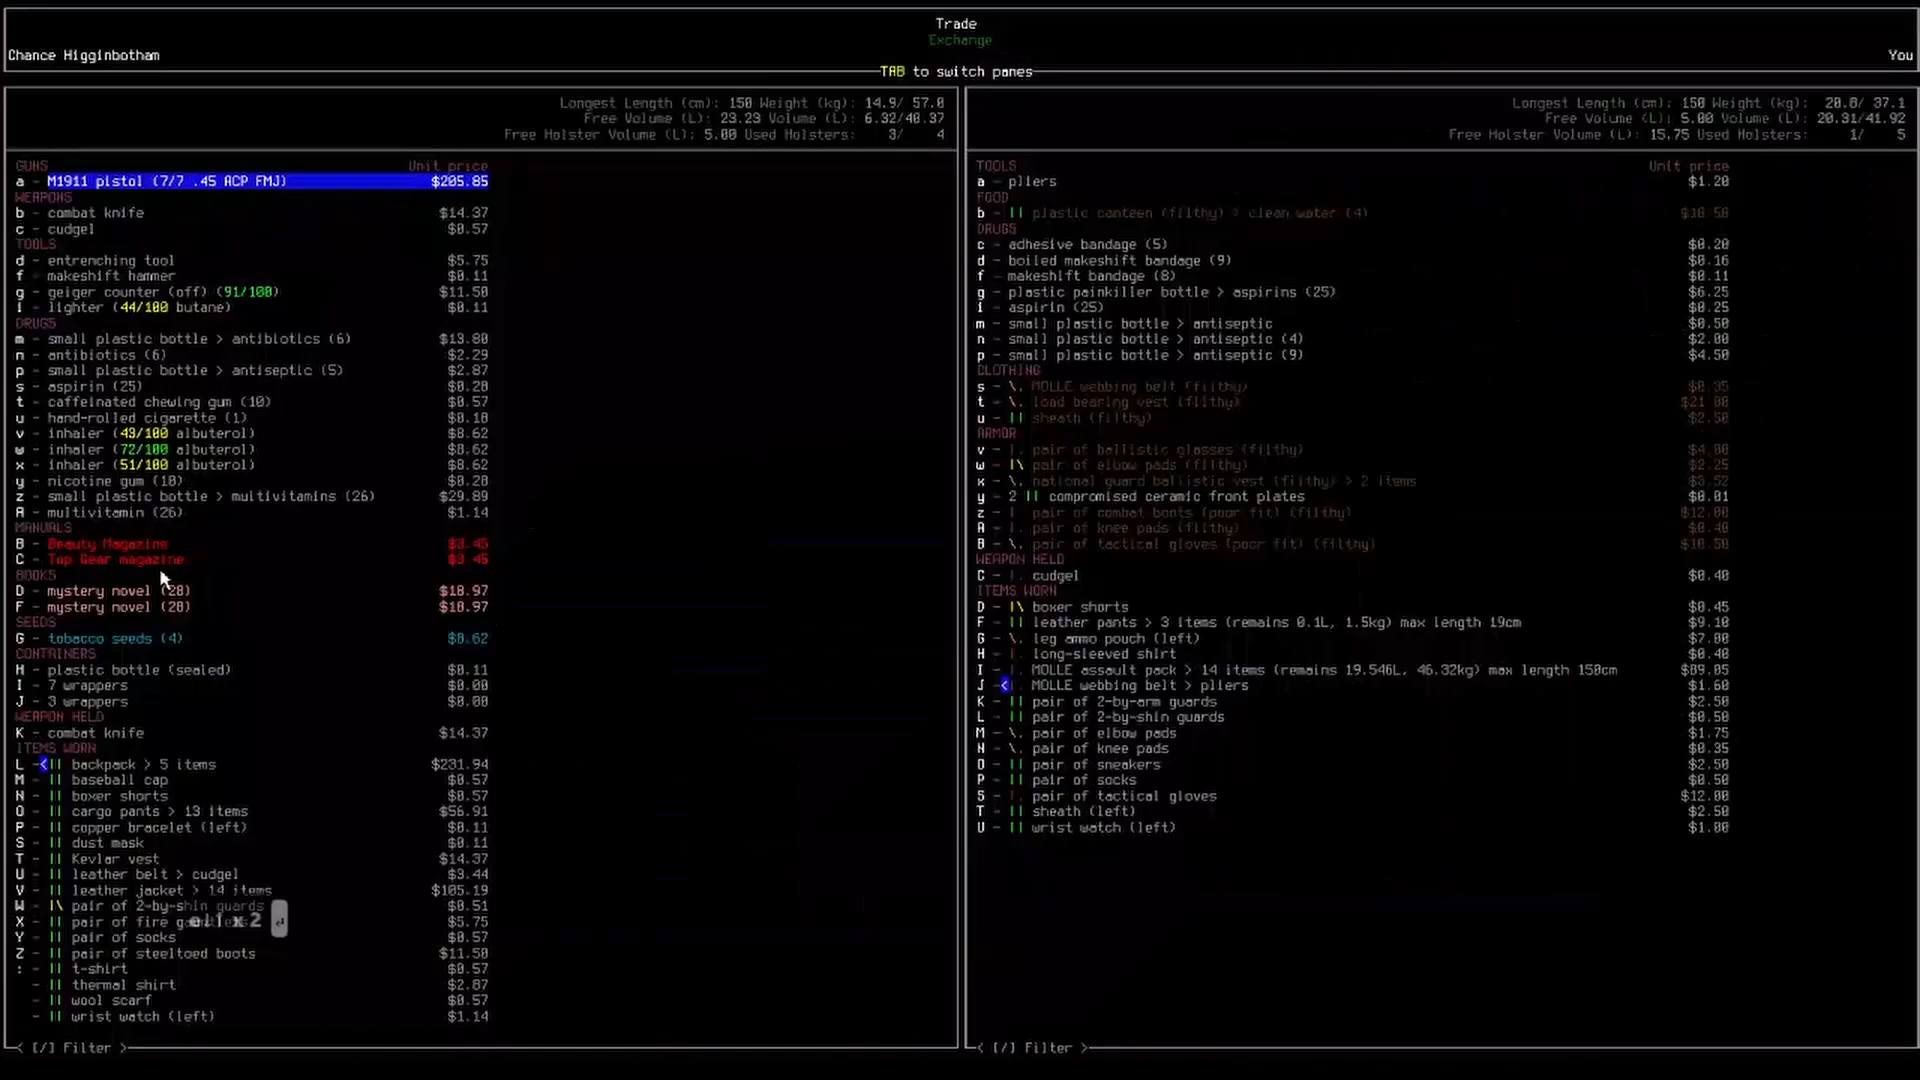 Trade
Exchange
Chance Higginbotham
You
TAB to switch panes
Longest Length (cm): 150 Weight (kg): 14.9/ 57.0
Free Volume (L): 23.23 Volume (L): 6.32/40.37
Free Holster Volume (L): 5.00 Used Holsters: 3/ 4
GUNS Unit price
a - M1911 pistol (7/7 .45 ACP FMJ) $205.85
WEAPONS
b - combat knife $14.37
c - cudgel $0.57
TOOLS
d - entrenching tool $5.75
f - makeshift hammer $0.11
g - geiger counter (off) (91/100) $11.50
l - lighter (44/100 butane) $0.11
DRUGS
m - small plastic bottle > antibiotics (6) $13.80
n - antibiotics (6) $2.29
p - small plastic bottle > antiseptic (5) $2.87
s - aspirin (25) $0.28
t - caffeinated chewing gum (10) $0.57
u - hand-rolled cigarette (1) $0.10
v - inhaler (43/100 albuterol) $8.62
w - inhaler (72/100 albuterol) $8.62
x - inhaler (51/100 albuterol) $8.62
y - nicotine gum (10) $0.28
z - small plastic bottle > multivitamins (26) $29.89
A - multivitamin (26) $1.14
MANUALS
B - Beauty Magazine $3.45
C - Top Gear magazine $3.45
BOOKS
D - mystery novel (28) $10.97
F - mystery novel (28) $10.97
SEEDS
G - tobacco seeds (4) $0.62
CONTAINERS
H - plastic bottle (sealed) $0.11
I - 7 wrappers $0.00
J - 3 wrappers $0.00
WEAPON HELD
K - combat knife $14.37
ITEMS WORN
L -< || backpack > 5 items $231.94
M - || baseball cap $0.57
N - || boxer shorts $0.57
O - || cargo pants > 13 items $56.91
P - || copper bracelet (left) $0.11
S - || dust mask $0.11
T - || Kevlar vest $14.37
U - || leather belt > cudgel $3.44
V - || leather jacket > 14 items $105.19
W - |\ pair of 2-by-shin guards $0.51
X - || pair of fire $5.75
e l i x2
Y - || pair of socks $0.57
Z - || pair of steeltoed boots $11.50
: - || t-shirt $0.57
- || thermal shirt $2.87
- || wool scarf $0.57
- || wrist watch (left) $1.14
< [/] Filter >
Longest Length (cm): 150 Weight (kg): 20.8/ 37.1
Free Volume (L): 5.00 Volume (L): 20.31/41.92
Free Holster Volume (L): 15.75 Used Holsters: 1/ 5
TOOLS Unit price
a - pliers $1.20
FOOD
b - || plastic canteen (filthy) > clean water (4) $10.50
DRUGS
c - adhesive bandage (5) $0.20
d - boiled makeshift bandage (9) $0.16
f - makeshift bandage (8) $0.11
g - plastic painkiller bottle > aspirins (25) $6.25
l - aspirin (25) $0.25
m - small plastic bottle > antiseptic $0.50
n - small plastic bottle > antiseptic (4) $2.00
p - small plastic bottle > antiseptic (9) $4.50
CLOTHING
s - \. MOLLE webbing belt (filthy) $0.35
t - \. load bearing vest (filthy) $21.00
u - || sheath (filthy) $2.50
ARMOR
v - |. pair of ballistic glasses (filthy) $4.00
w - |\ pair of elbow pads (filthy) $2.25
x - \. national guard ballistic vest (filthy) > 2 items $3.52
y - 2 || compromised ceramic front plates $0.01
z - |. pair of combat boots (poor fit) (filthy) $12.00
A - |. pair of knee pads (filthy) $0.40
B - \. pair of tactical gloves (poor fit) (filthy) $10.50
WEAPON HELD
C - |. cudgel $0.40
ITEMS WORN
D - |\ boxer shorts $0.45
F - || leather pants > 3 items (remains 0.1L, 1.5kg) max length 19cm $9.10
G - \. leg ammo pouch (left) $7.00
H - |. long-sleeved shirt $0.40
I - |. MOLLE assault pack > 14 items (remains 19.546L, 46.32kg) max length 150cm $89.05
J -< |. MOLLE webbing belt > pliers $1.60
K - || pair of 2-by-arm guards $2.50
L - || pair of 2-by-shin guards $0.50
M - \. pair of elbow pads $1.75
N - \. pair of knee pads $0.35
O - || pair of sneakers $2.50
P - || pair of socks $0.50
S - |. pair of tactical gloves $12.00
T - || sheath (left) $2.50
U - || wrist watch (left) $1.00
< [/] Filter >